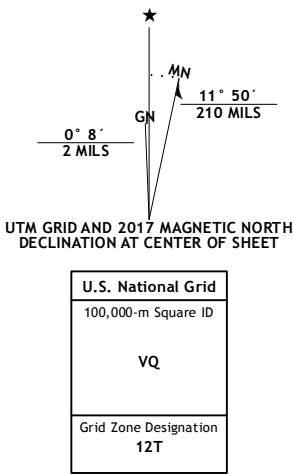 ★
MN
GN
11° 50´
210 MILS
0° 8´
2 MILS
UTM GRID AND 2017 MAGNETIC NORTH
DECLINATION AT CENTER OF SHEET
U.S. National Grid
100,000-m Square ID
VQ
Grid Zone Designation
12T